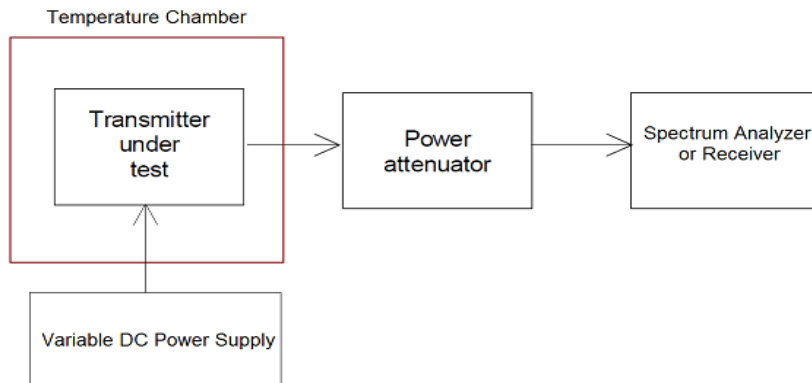 Temperature Chamber
Transmitter
under
test
Power
attenuator
Spectrum Analyzer
or Receiver
Variable DC Power Supply